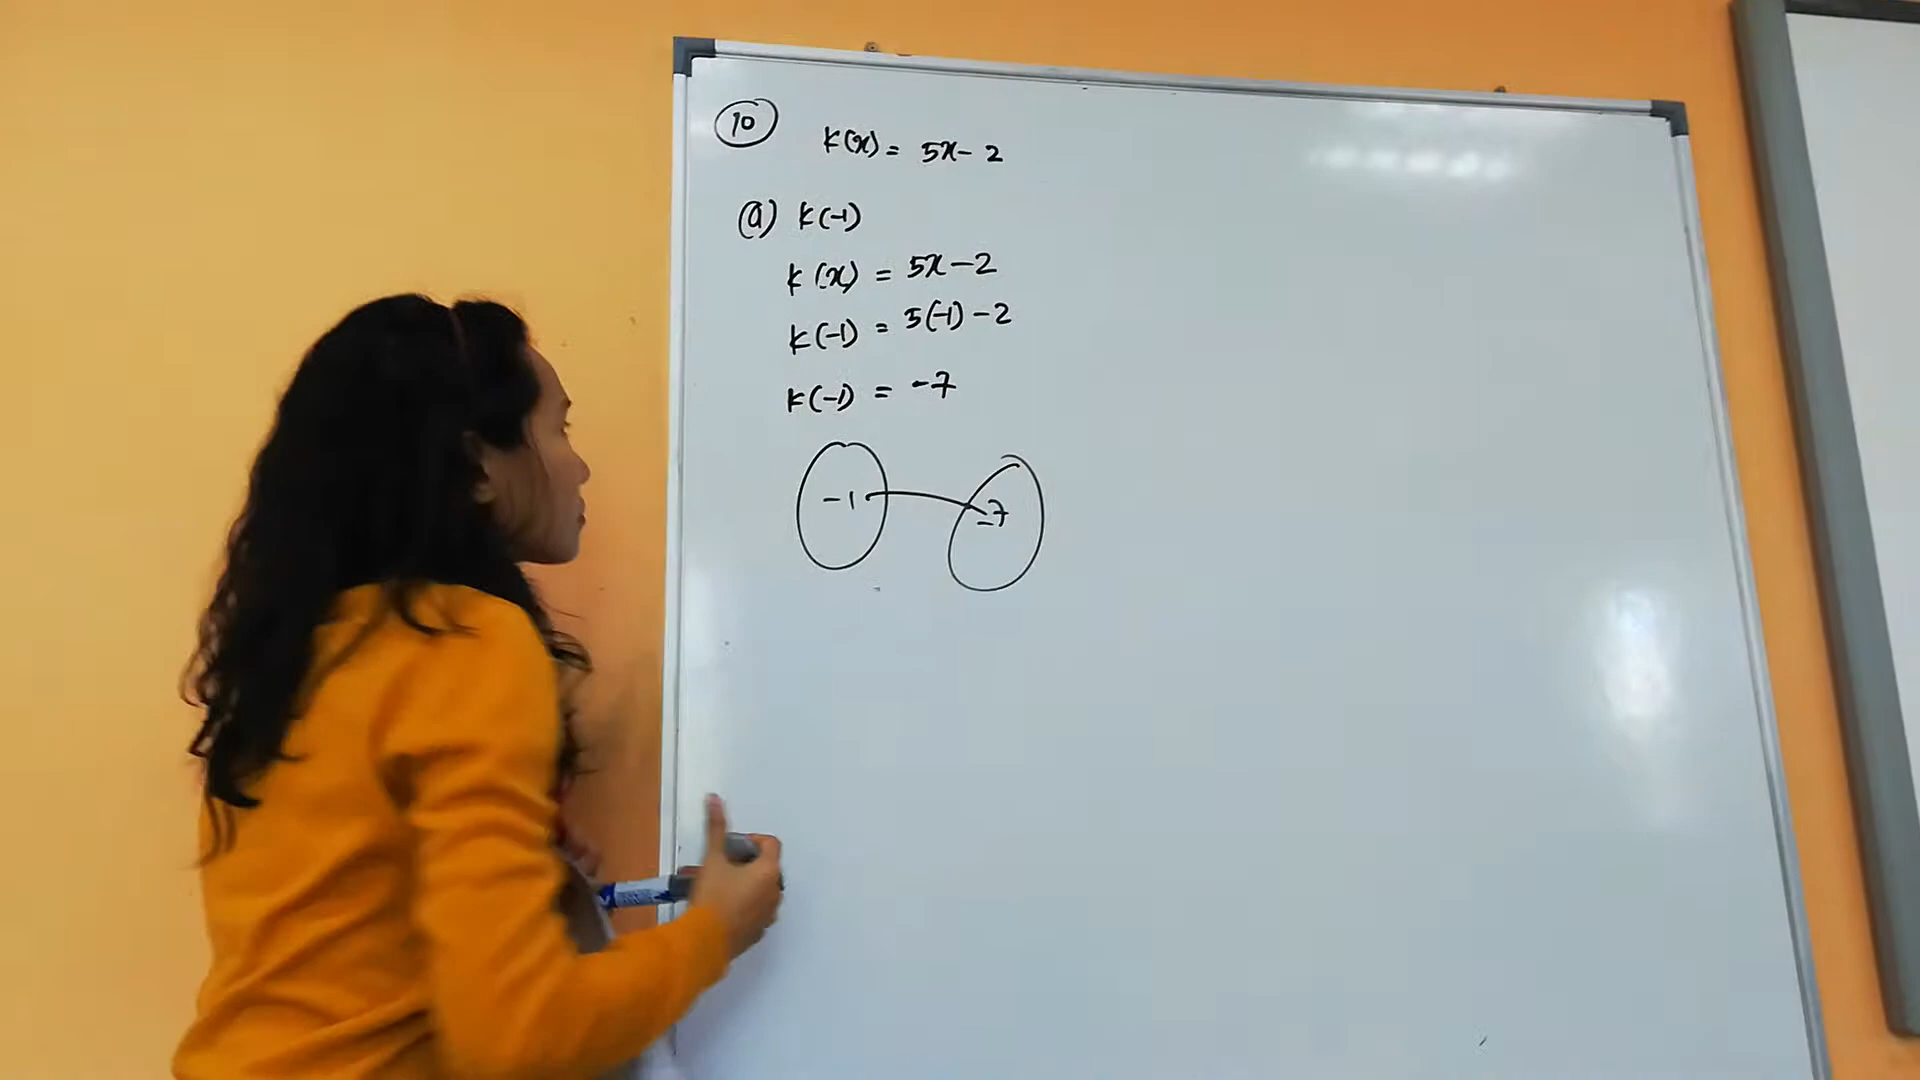 10
k(x) = 5x - 2
(a) k(-1)
k(x) = 5x - 2
k(-1) = 5(-1) - 2
k(-1) = -7
-1 -7